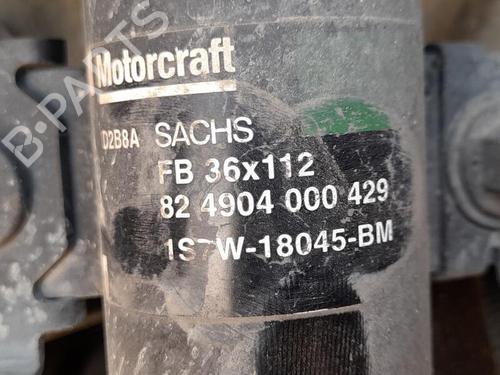 B-PARTS
Motorcraft
D2B8A SACHS
FB 36x112
82 4904 000 429
1S7W-18045-BM